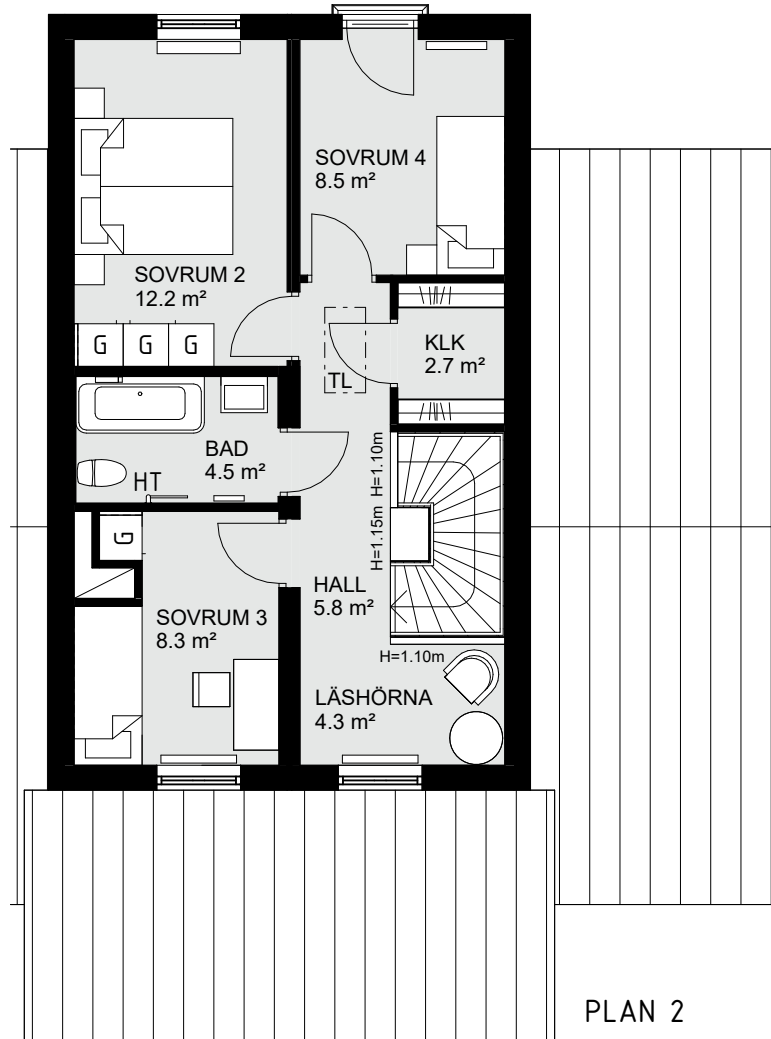 SOVRUM 4
8.5 m²
SOVRUM 2
12.2 m²
G G G
KLK
2.7 m²
TL
BAD
4.5 m²
HT
H=1.10m
H=1.15m
G
HALL
5.8 m²
SOVRUM 3
8.3 m²
H=1.10m
LÄSHÖRNA
4.3 m²
PLAN 2